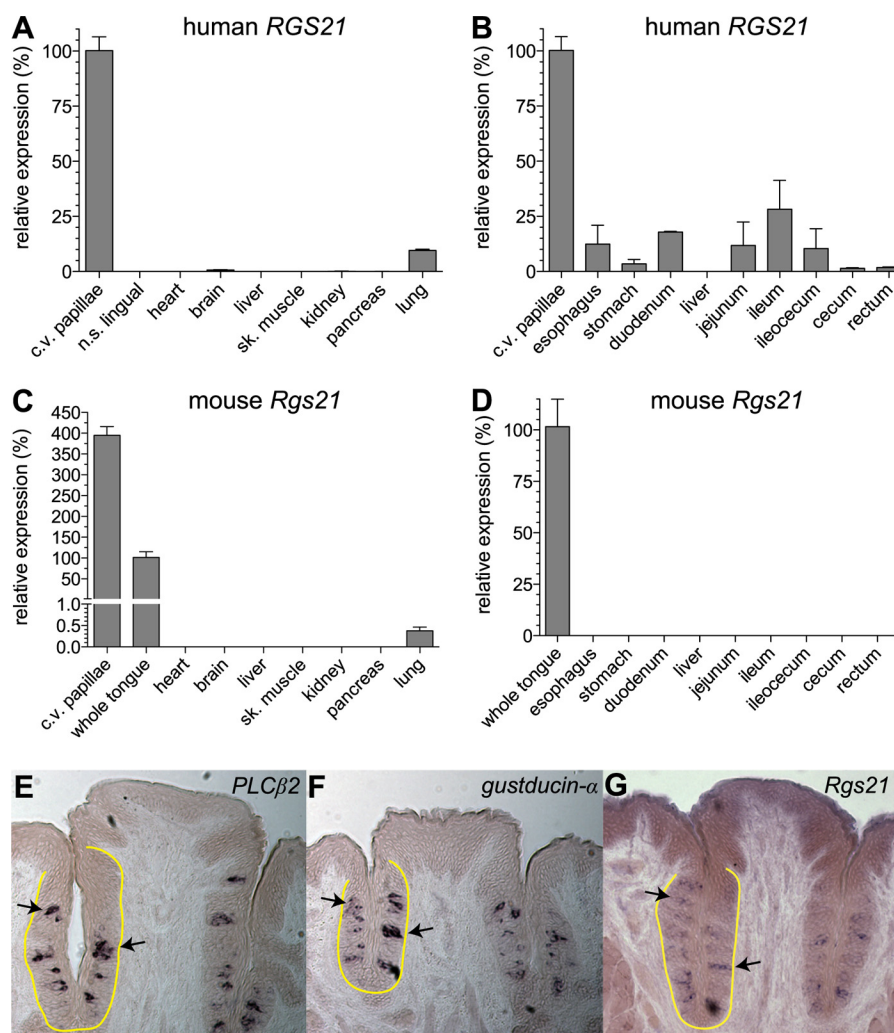 A
human RGS21
relative expression (%)
100
75
50
25
0
c.v. papillae
n.s. lingual
heart
brain
liver
sk. muscle
kidney
pancreas
lung
B
human RGS21
relative expression (%)
100
75
50
25
0
c.v. papillae
esophagus
stomach
duodenum
liver
jejunum
ileum
ileocecum
cecum
rectum
C
mouse Rgs21
relative expression (%)
450
400
350
300
250
200
150
100
50
1.0
0.5
0.0
c.v. papillae
whole tongue
heart
brain
liver
sk. muscle
kidney
pancreas
lung
D
mouse Rgs21
relative expression (%)
100
75
50
25
0
whole tongue
esophagus
stomach
duodenum
liver
jejunum
ileum
ileocecum
cecum
rectum
E
PLCβ2
F
gustducin-α
G
Rgs21